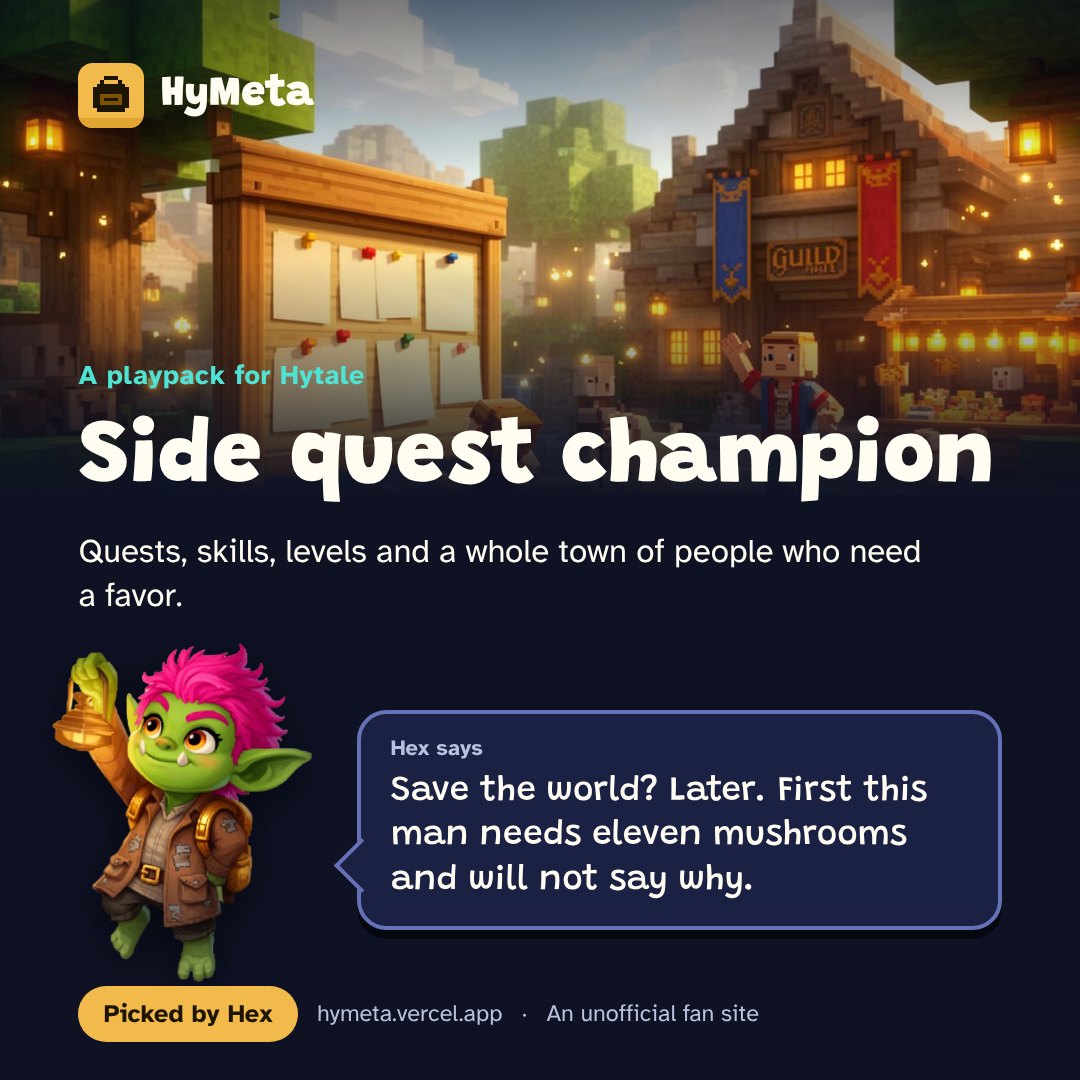 HyMeta
GUILD
A playpack for Hytale
Side quest champion
Quests, skills, levels and a whole town of people who need
a favor.
Hex says
Save the world? Later. First this
man needs eleven mushrooms
and will not say why.
Picked by Hex
hymeta.vercel.app · An unofficial fan site